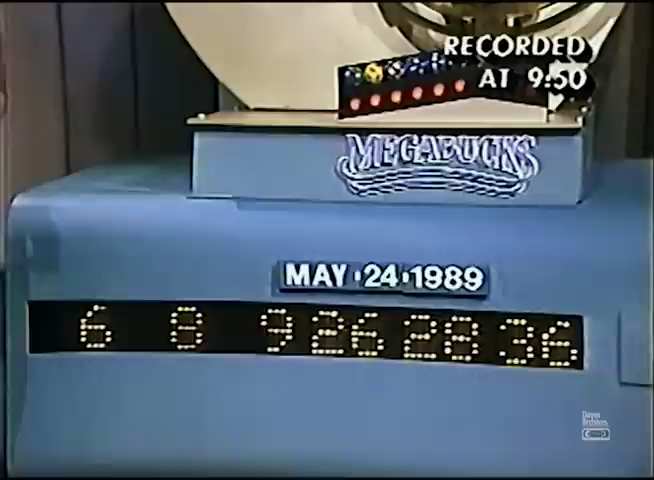 RECORDED
AT 9:50
MEGABUCKS
MAY·24·1989
6 8 9 26 28 36